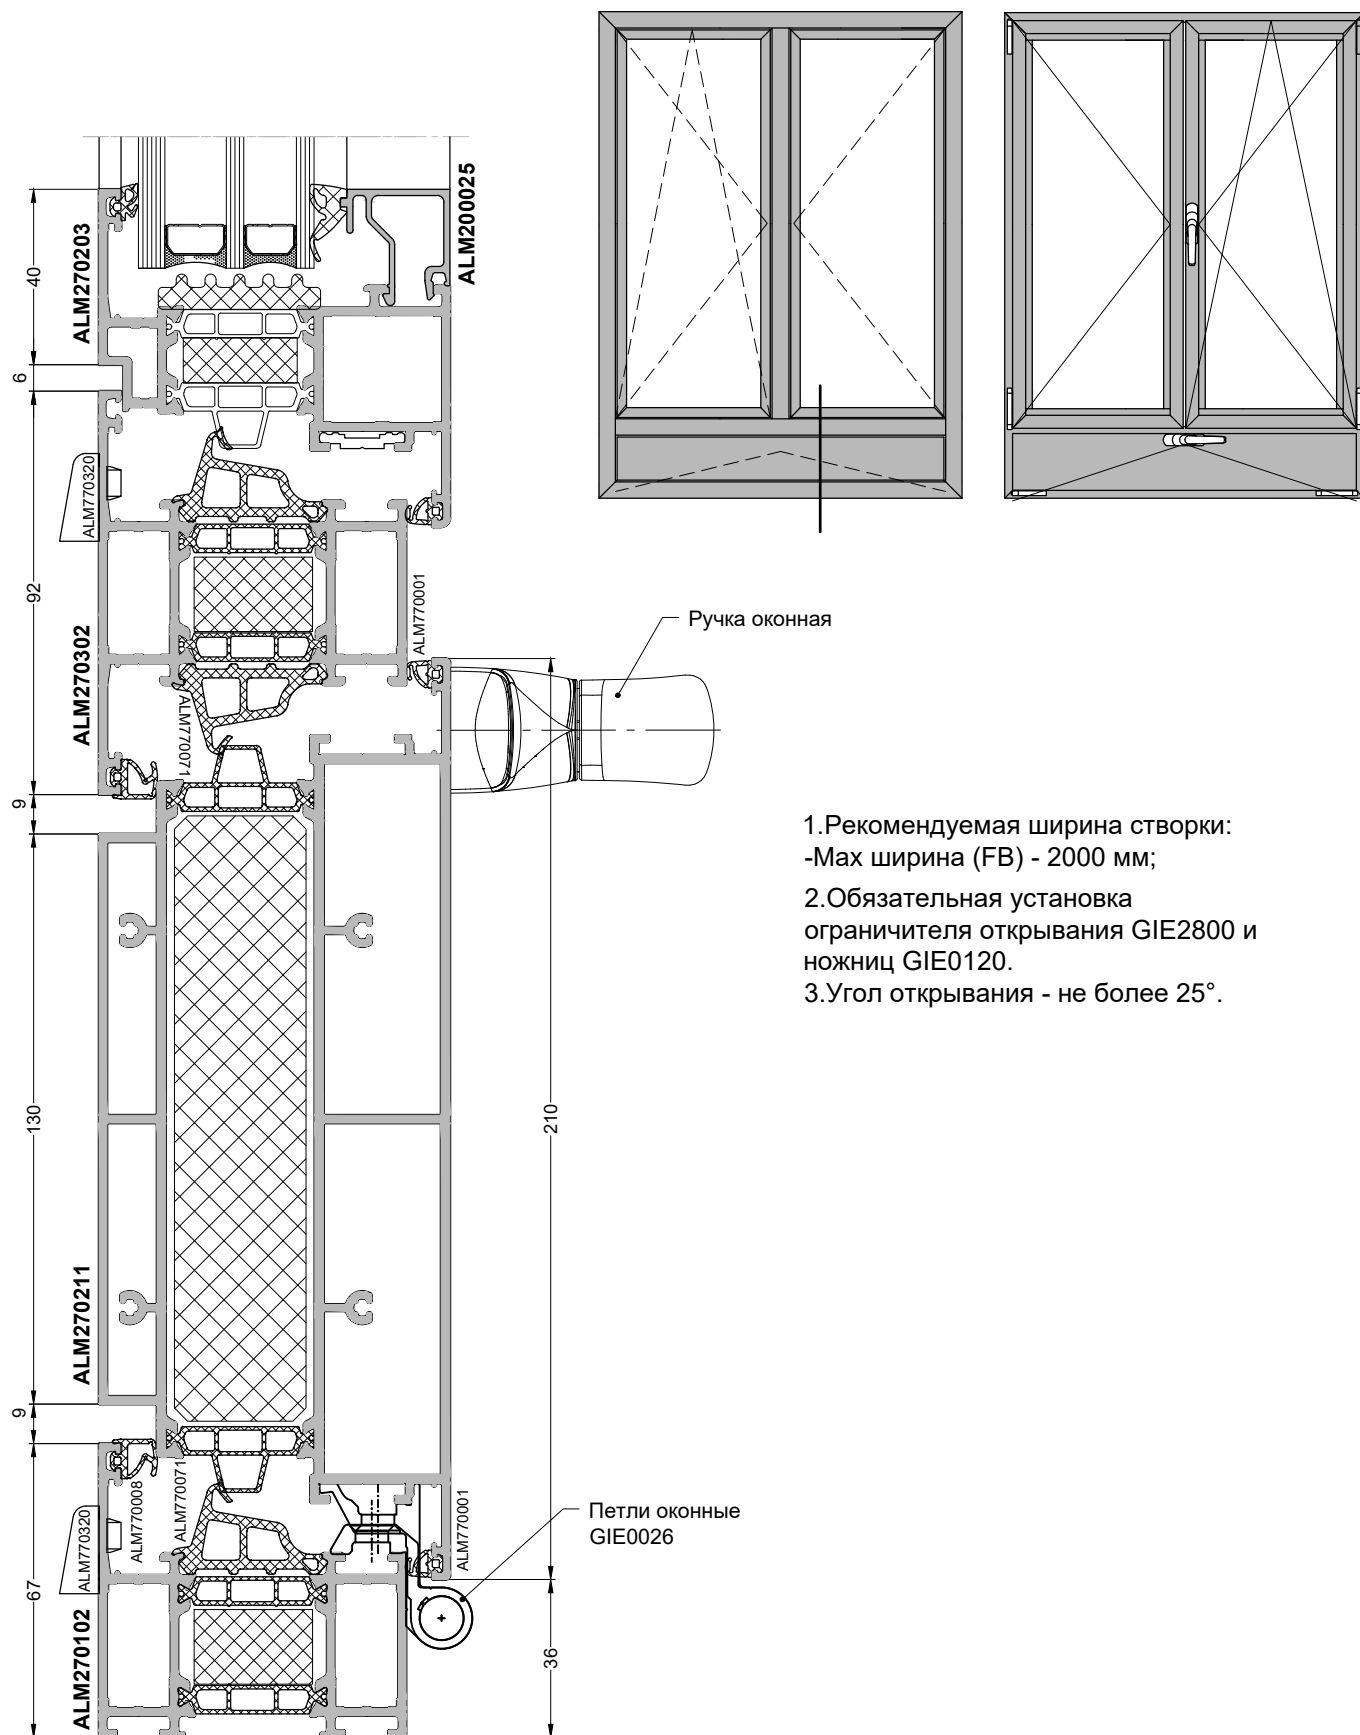 ALM200025
ALM270203
40
6
ALM770320
92
ALM770001
Ручка оконная
ALM270302
ALM770071
9
1.Рекомендуемая ширина створки:
-Max ширина (FB) - 2000 мм;
2.Обязательная установка
ограничителя открывания GIE2800 и
ножниц GIE0120.
3.Угол открывания - не более 25°.
130
210
ALM270211
9
ALM770008
ALM770071
ALM770001
Петли оконные
GIE0026
ALM770320
67
ALM270102
36